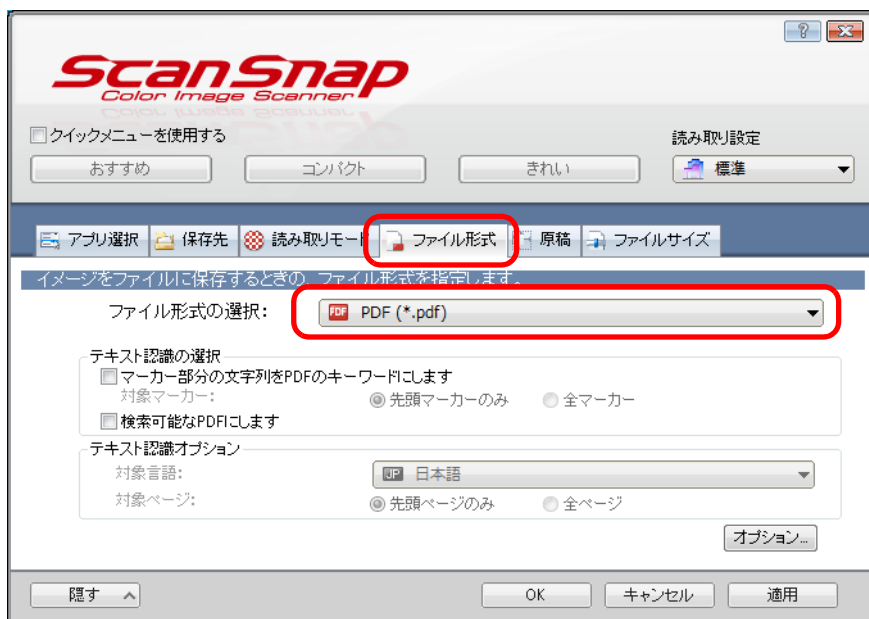 ScanSnap
Color Image Scanner
クイックメニューを使用する
読み取り設定
おすすめ
コンパクト
きれい
標準
アプリ選択
保存先
読み取りモード
ファイル形式
原稿
ファイルサイズ
イメージをファイルに保存するときの、ファイル形式を指定します。
ファイル形式の選択:
PDF PDF (*.pdf)
テキスト認識の選択
マーカー部分の文字列をPDFのキーワードにします
対象マーカー:
先頭マーカーのみ
全マーカー
検索可能なPDFにします
テキスト認識オプション
対象言語:
JP 日本語
対象ページ:
先頭ページのみ
全ページ
オプション...
隠す
OK
キャンセル
適用